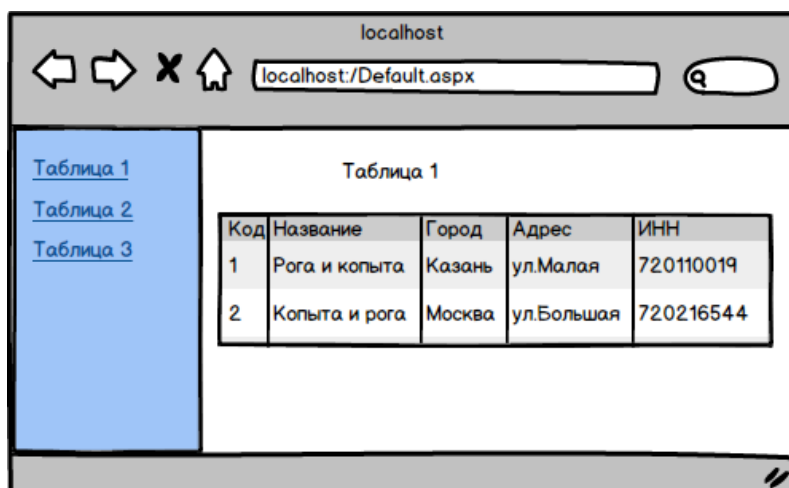 localhost
localhost:/Default.aspx
Таблица 1
Таблица 2
Таблица 3
Таблица 1
Код Название Город Адрес ИНН
1 Рога и копыта Казань ул.Малая 720110019
2 Копыта и рога Москва ул.Большая 720216544